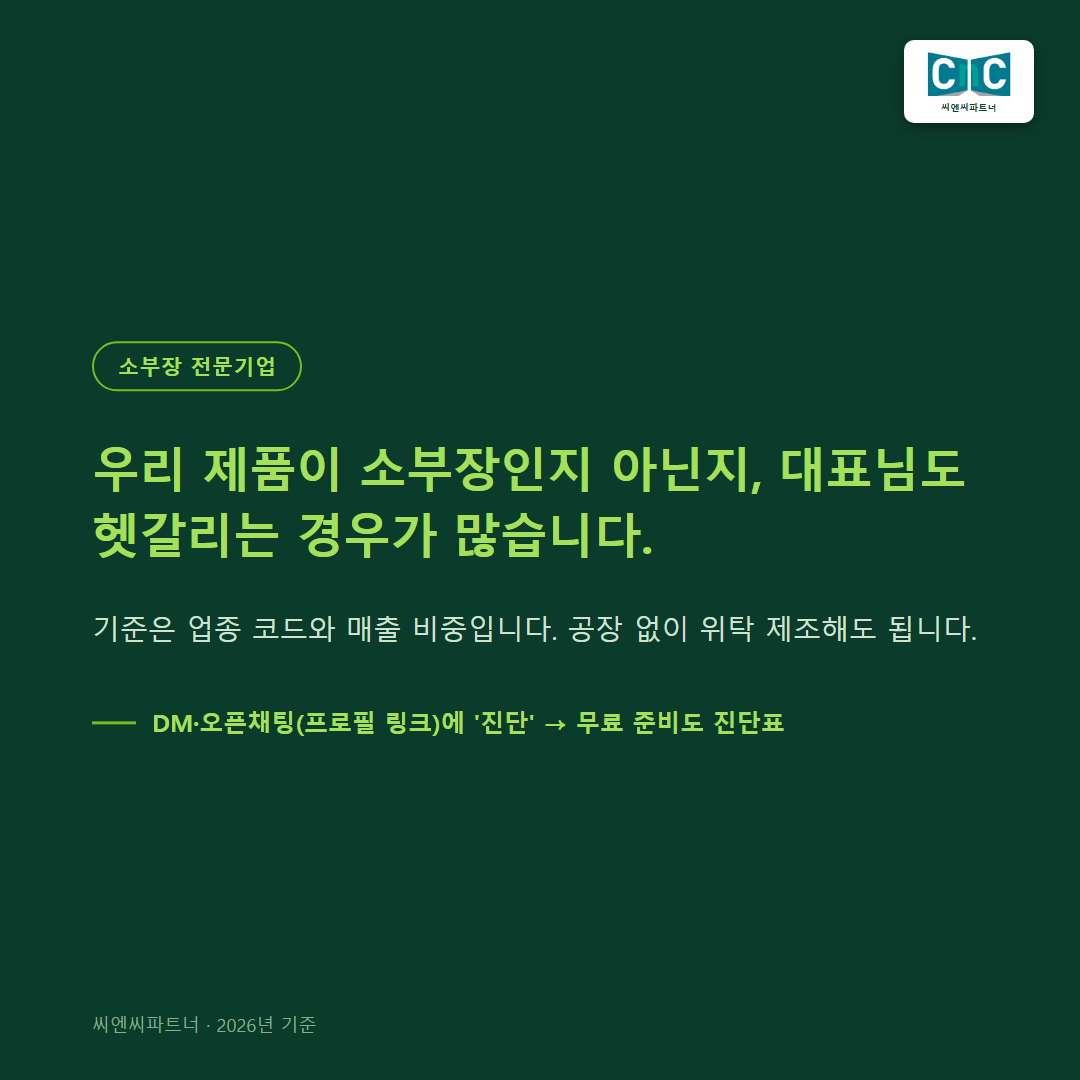 CnC
씨엔씨파트너
소부장 전문기업
우리 제품이 소부장인지 아닌지, 대표님도
헷갈리는 경우가 많습니다.
기준은 업종 코드와 매출 비중입니다. 공장 없이 위탁 제조해도 됩니다.
DM·오픈채팅(프로필 링크)에 '진단' → 무료 준비도 진단표
씨엔씨파트너 · 2026년 기준